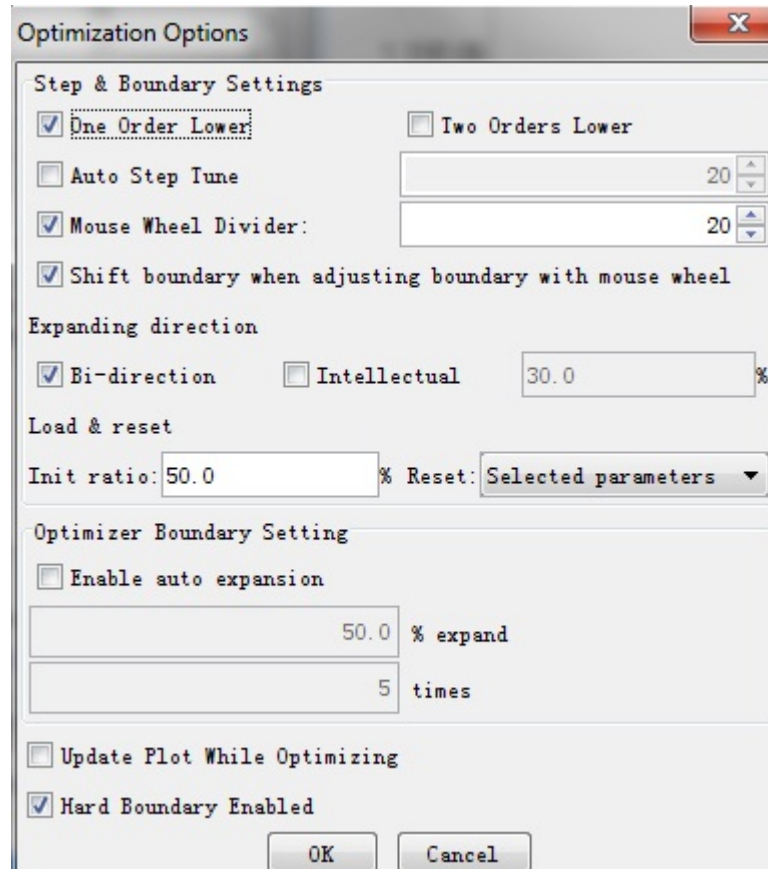 Optimization Options
Step & Boundary Settings
One Order Lower Two Orders Lower
Auto Step Tune 20
Mouse Wheel Divider: 20
Shift boundary when adjusting boundary with mouse wheel
Expanding direction
Bi-direction Intellectual 30.0 %
Load & reset
Init ratio: 50.0 % Reset: Selected parameters
Optimizer Boundary Setting
Enable auto expansion
50.0 % expand
5 times
Update Plot While Optimizing
Hard Boundary Enabled
OK Cancel